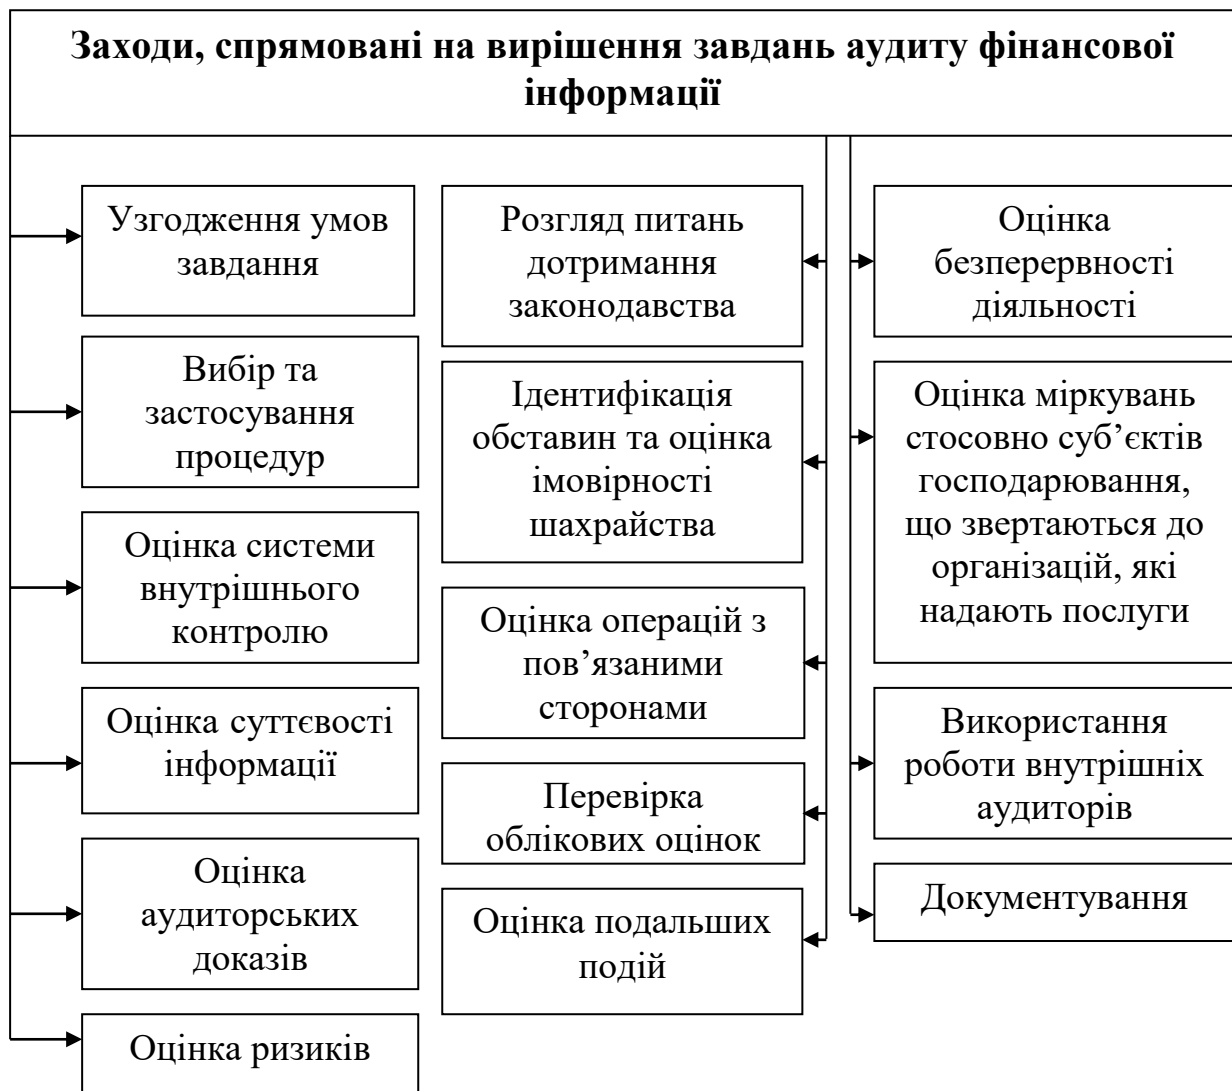 Заходи, спрямовані на вирішення завдань аудиту фінансової
інформації
Узгодження умов
завдання
Вибір та
застосування
процедур
Оцінка системи
внутрішнього
контролю
Оцінка суттєвості
інформації
Оцінка
аудиторських
доказів
Оцінка ризиків
Розгляд питань
дотримання
законодавства
Ідентифікація
обставин та оцінка
імовірності
шахрайства
Оцінка операцій з
пов’язаними
сторонами
Перевірка
облікових оцінок
Оцінка подальших
подій
Оцінка
безперервності
діяльності
Оцінка міркувань
стосовно суб’єктів
господарювання,
що звертаються до
організацій, які
надають послуги
Використання
роботи внутрішніх
аудиторів
Документування